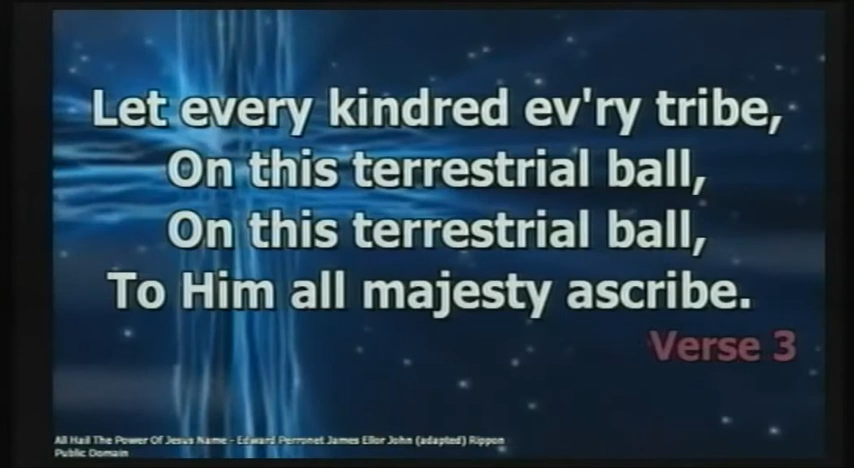 Let every kindred ev'ry tribe,
On this terrestrial ball,
On this terrestrial ball,
To Him all majesty ascribe.
Verse 3
All Hail The Power Of Jesus Name - Edward Perronet James Ellor John (adapted) Rippon
Public Domain